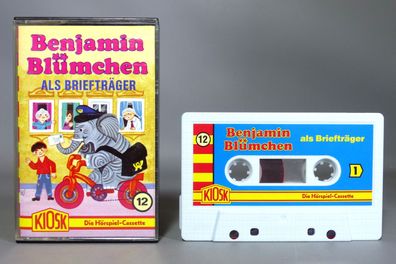 Benjamin
Blümchen
ALS BRIEFTRÄGER
12
KIOSK
Die Hörspiel-Cassette
12
Benjamin
Blümchen
als Briefträger
1
KIOSK
Die Hörspiel-Cassette